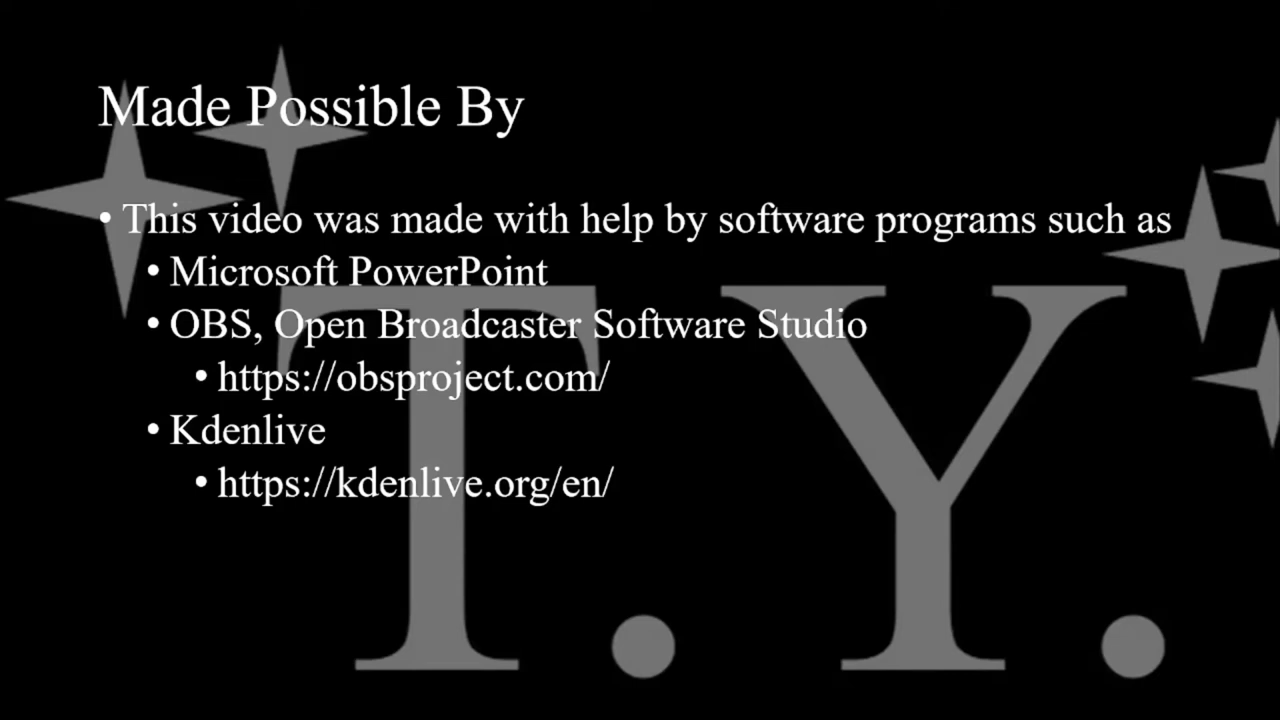 Made Possible By
• This video was made with help by software programs such as
• Microsoft PowerPoint
• OBS, Open Broadcaster Software Studio
• https://obsproject.com/
• Kdenlive
• https://kdenlive.org/en/
T.Y.